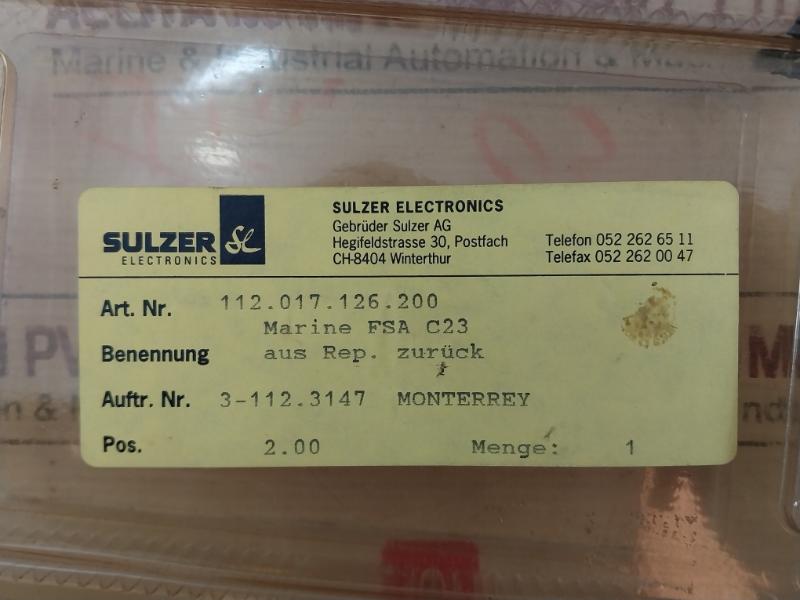 Marine & Industrial Automation &
SULZER ELECTRONICS
Gebrüder Sulzer AG
Hegifeldstrasse 30, Postfach
CH-8404 Winterthur
Telefon 052 262 65 11
Telefax 052 262 00 47
SULZER
ELECTRONICS
Art. Nr. 112.017.126.200
Marine FSA C23
Benennung aus Rep. zurück
Auftr. Nr. 3-112.3147 MONTERREY
Pos. 2.00 Menge: 1